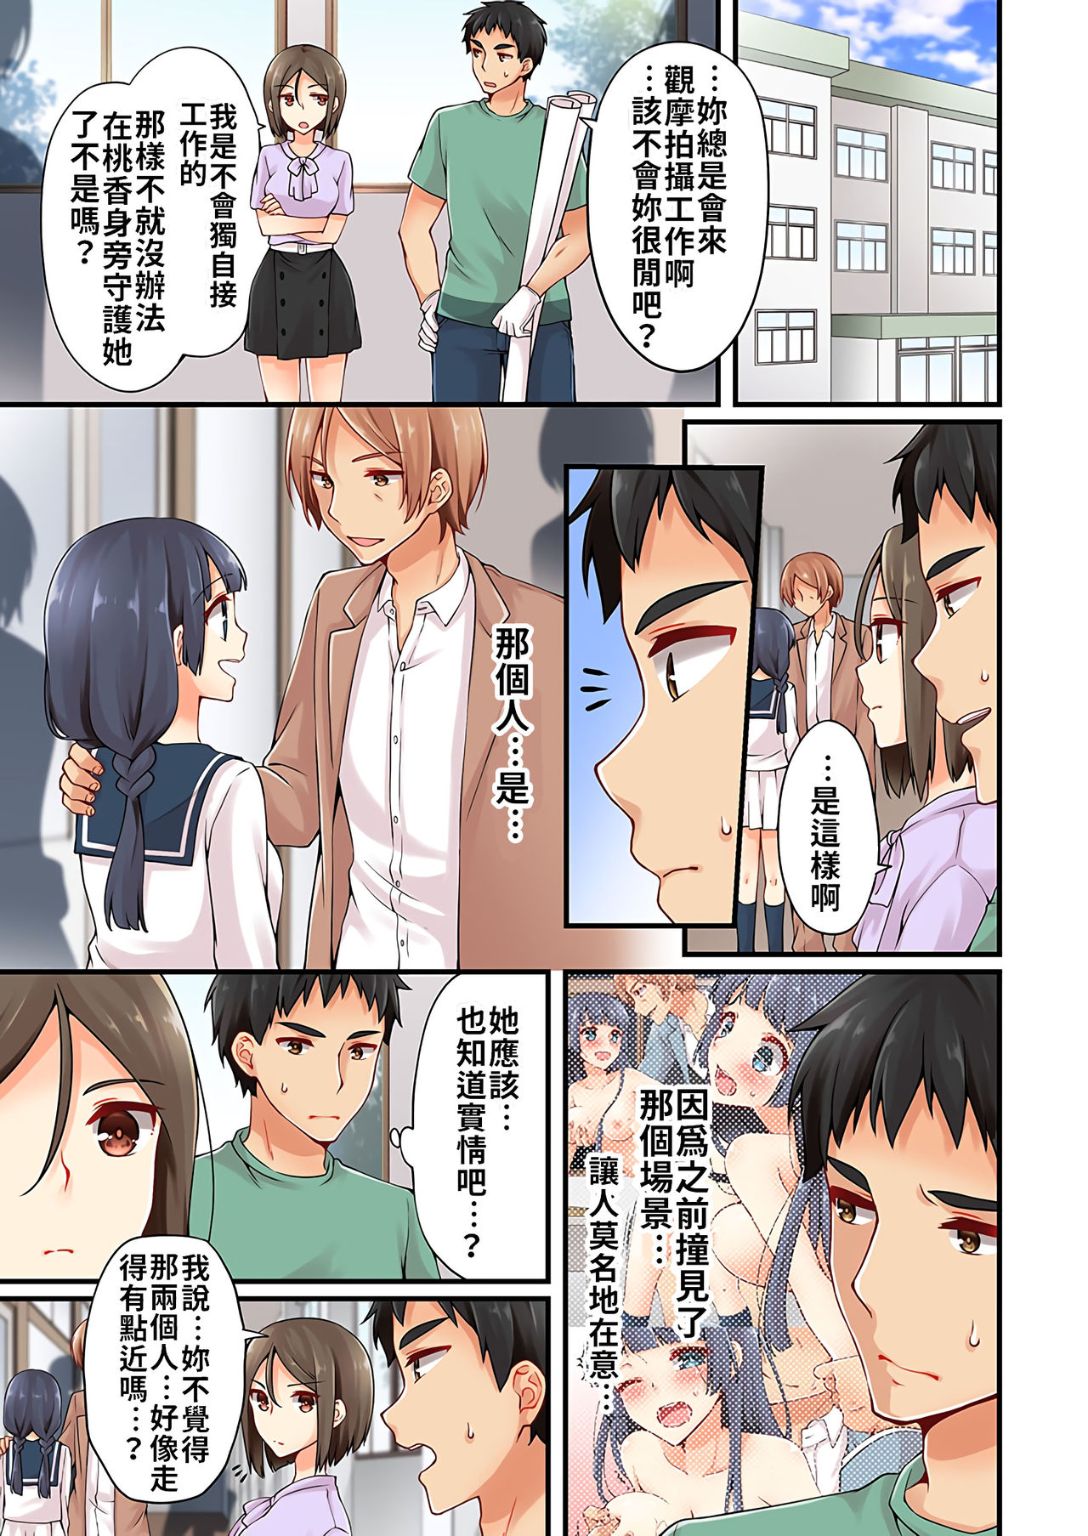 …妳總是會來
觀摩拍攝工作啊
…該不會妳很閒吧？
我是不會獨自接
工作的
那樣不就沒辦法
在桃香身旁守護她
了不是嗎？
…是這樣啊
那個人…是…
因為之前撞見了
那個場景…
讓人莫名地在意…
她應該…
也知道實情吧…？
我說…妳不覺得
那兩個人…好像走
得有點近嗎…？